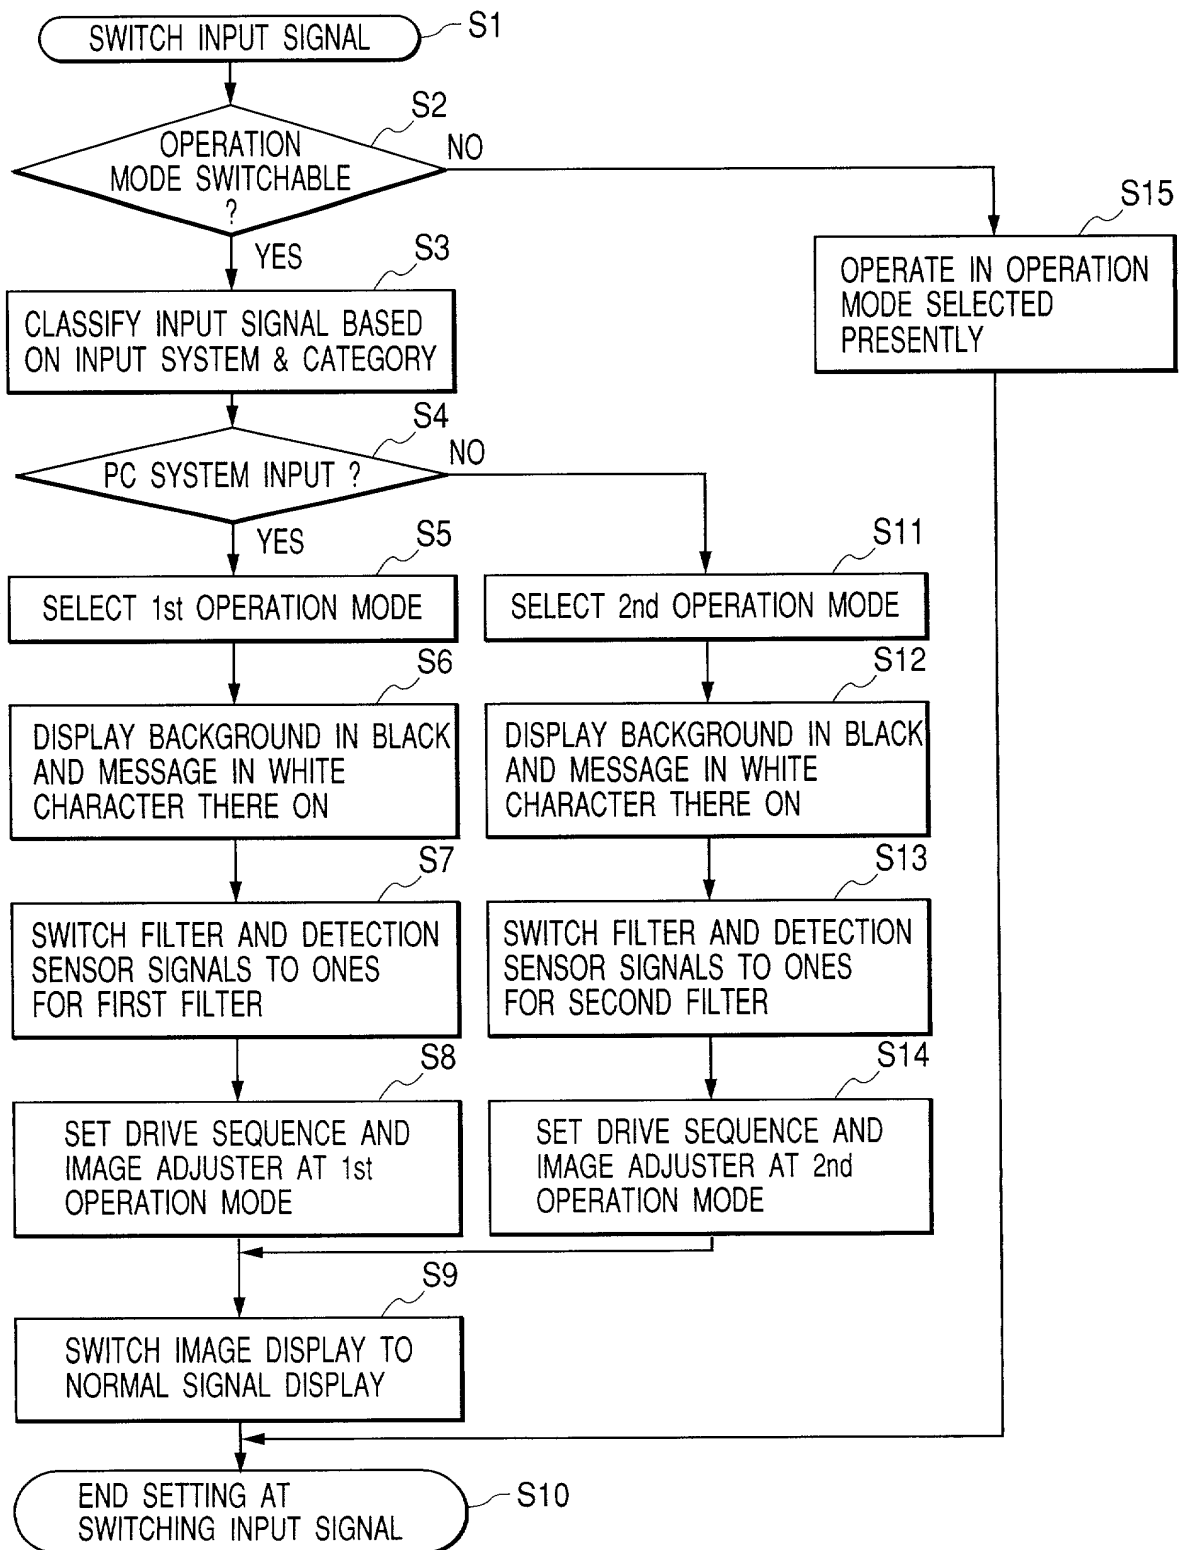 SWITCH INPUT SIGNAL
S1
S2
OPERATION
MODE SWITCHABLE
?
NO
YES
S15
OPERATE IN OPERATION
MODE SELECTED
PRESENTLY
S3
CLASSIFY INPUT SIGNAL BASED
ON INPUT SYSTEM & CATEGORY
S4
PC SYSTEM INPUT ?
NO
YES
S5
SELECT 1st OPERATION MODE
S11
SELECT 2nd OPERATION MODE
S6
DISPLAY BACKGROUND IN BLACK
AND MESSAGE IN WHITE
CHARACTER THERE ON
S12
DISPLAY BACKGROUND IN BLACK
AND MESSAGE IN WHITE
CHARACTER THERE ON
S7
SWITCH FILTER AND DETECTION
SENSOR SIGNALS TO ONES
FOR FIRST FILTER
S13
SWITCH FILTER AND DETECTION
SENSOR SIGNALS TO ONES
FOR SECOND FILTER
S8
SET DRIVE SEQUENCE AND
IMAGE ADJUSTER AT 1st
OPERATION MODE
S14
SET DRIVE SEQUENCE AND
IMAGE ADJUSTER AT 2nd
OPERATION MODE
S9
SWITCH IMAGE DISPLAY TO
NORMAL SIGNAL DISPLAY
END SETTING AT
SWITCHING INPUT SIGNAL
S10